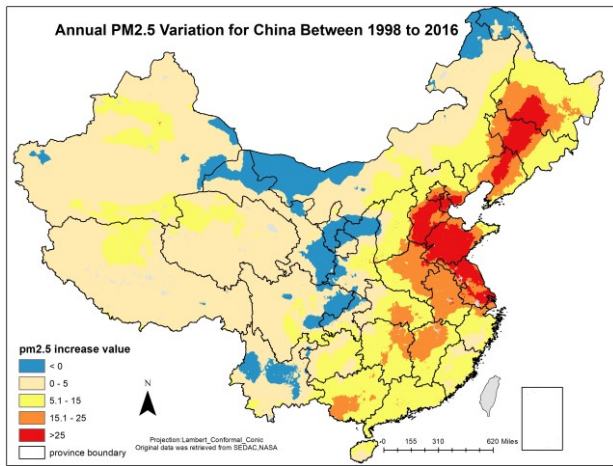 Annual PM2.5 Variation for China Between 1998 to 2016
pm2.5 increase value
< 0
0 - 5
5.1 - 15
15.1 - 25
>25
province boundary
N
Projection:Lambert_Conformal_Conic
Original data was retrieved from SEDAC,NASA
0 155 310 620 Miles